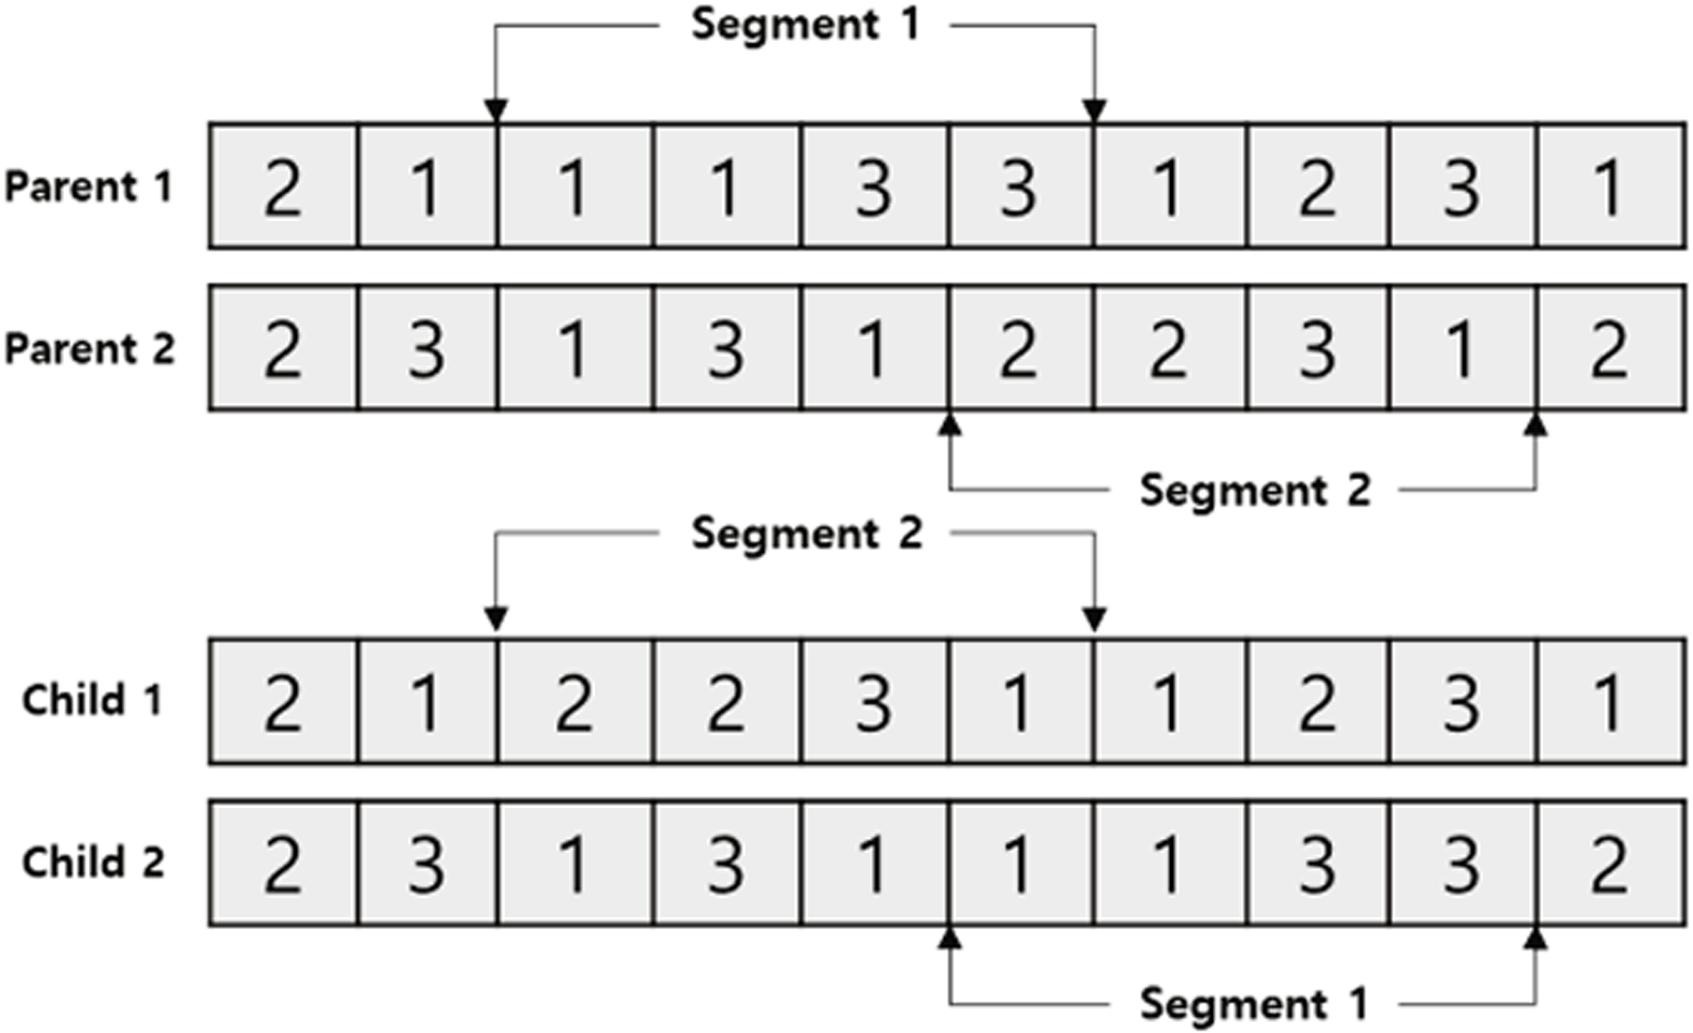 Segment 1
Parent 1 2 1 1 1 3 3 1 2 3 1
Parent 2 2 3 1 3 1 2 2 3 1 2
Segment 2
Segment 2
Child 1 2 1 2 2 3 1 1 2 3 1
Child 2 2 3 1 3 1 1 1 3 3 2
Segment 1